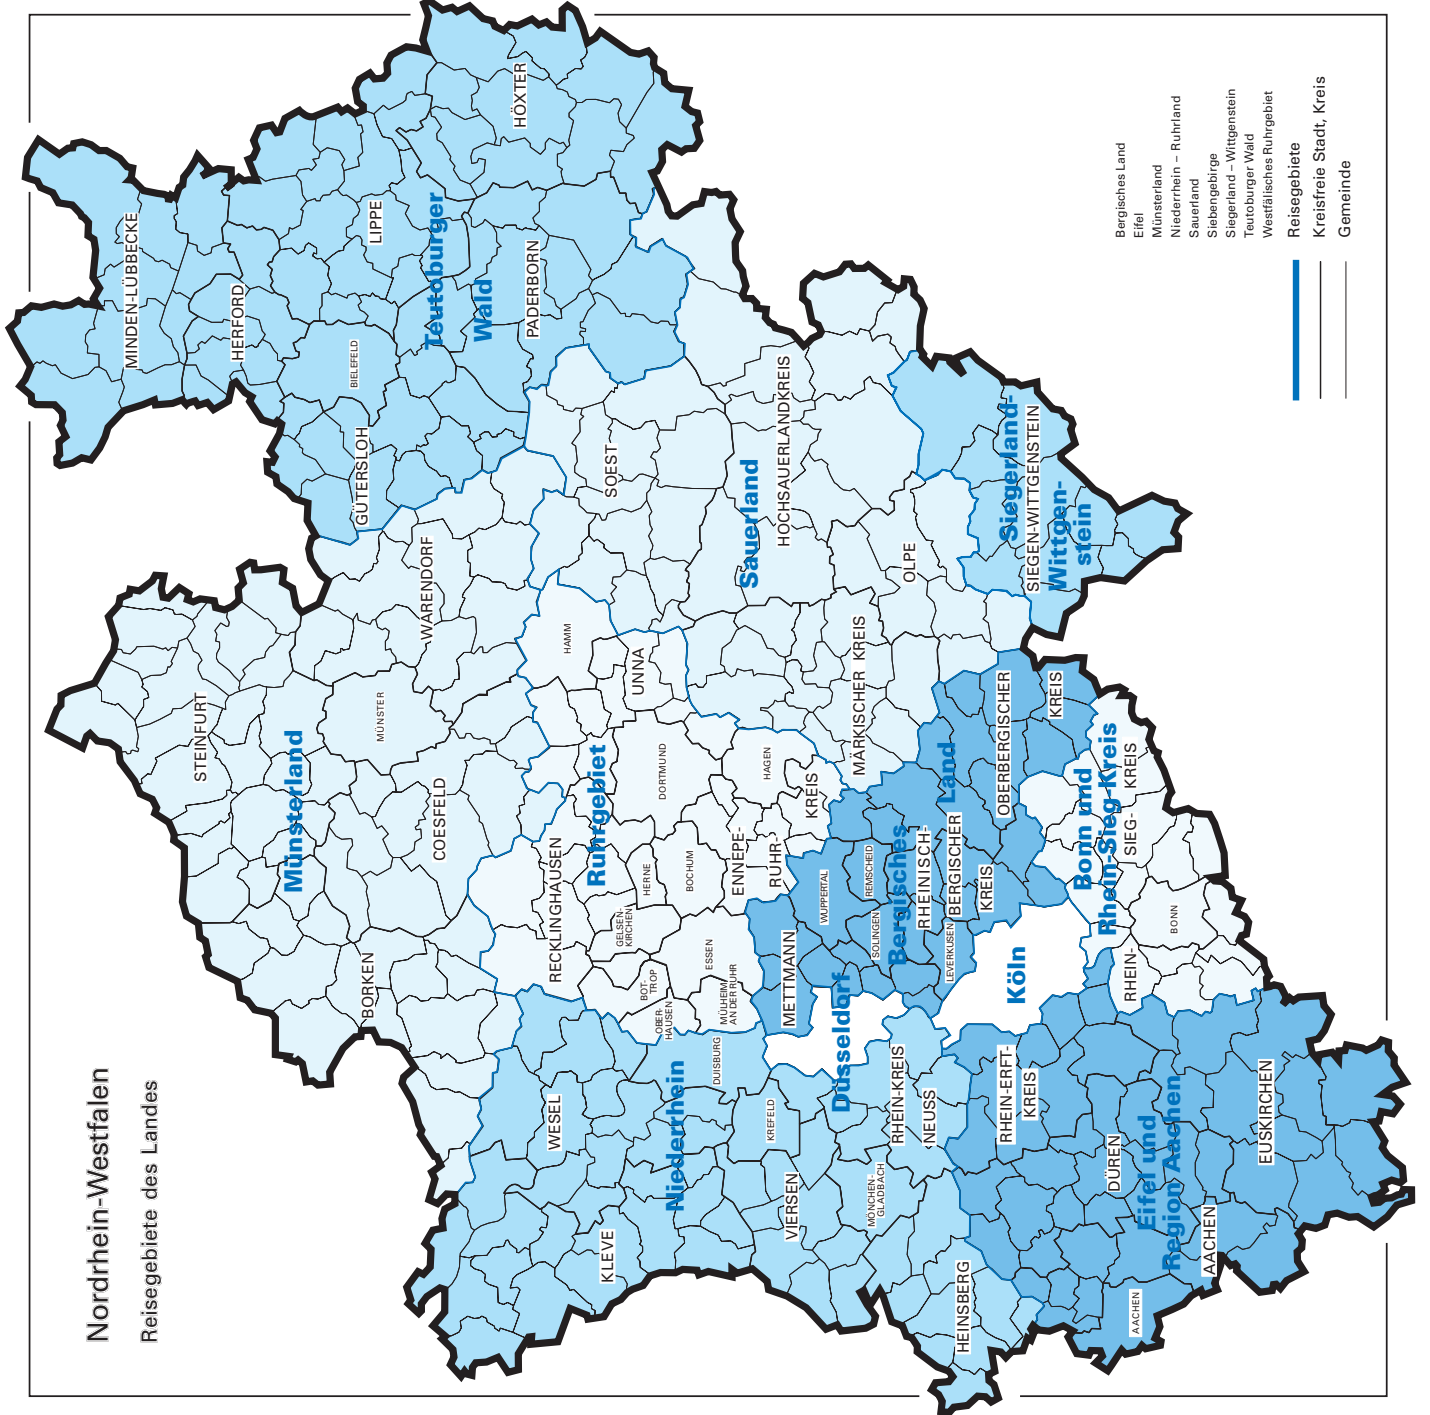 Nordrhein-Westfalen
Reisegebiete des Landes
MINDEN-LÜBBECKE
HERFORD
BIELEFELD
GÜTERSLOH
LIPPE
Teutoburger
Wald
HÖXTER
PADERBORN
STEINFURT
Münsterland
MÜNSTER
WARENDORF
COESFELD
BORKEN
HAMM
UNNA
SOEST
Ruhrgebiet
RECKLINGHAUSEN
DORTMUND
HERNE
BOCHUM
GELSEN-
KIRCHEN
BOT-
TROP
OBER-
HAUSEN
ESSEN
MÜLHEIM/
AN DER RUHR
HAGEN
ENNEPE-
RUHR-
KREIS
Sauerland
HOCHSAUERLANDKREIS
MÄRKISCHER KREIS
OLPE
Siegerland-
SIEGEN-WITTGENSTEIN
Wittgen-
stein
WESEL
KLEVE
Niederrhein
DUISBURG
KREFELD
VIERSEN
MÖNCHEN-
GLADBACH
RHEIN-KREIS
NEUSS
HEINSBERG
Düsseldorf
METTMANN
WUPPERTAL
REMSCHEID
SOLINGEN
Bergisches
Land
RHEINISCH-
BERGISCHER
KREIS
LEVERKUSEN
OBERBERGISCHER
KREIS
Köln
Bonn und
Rhein-Sieg-Kreis
RHEIN-
SIEG-
KREIS
BONN
RHEIN-ERFT-
KREIS
DÜREN
Eifel und
Region Aachen
AACHEN
AACHEN
EUSKIRCHEN
Bergisches Land
Eifel
Münsterland
Niederrhein – Ruhrland
Sauerland
Siebengebirge
Siegerland – Wittgenstein
Teutoburger Wald
Westfälisches Ruhrgebiet
Reisegebiete
Kreisfreie Stadt, Kreis
Gemeinde